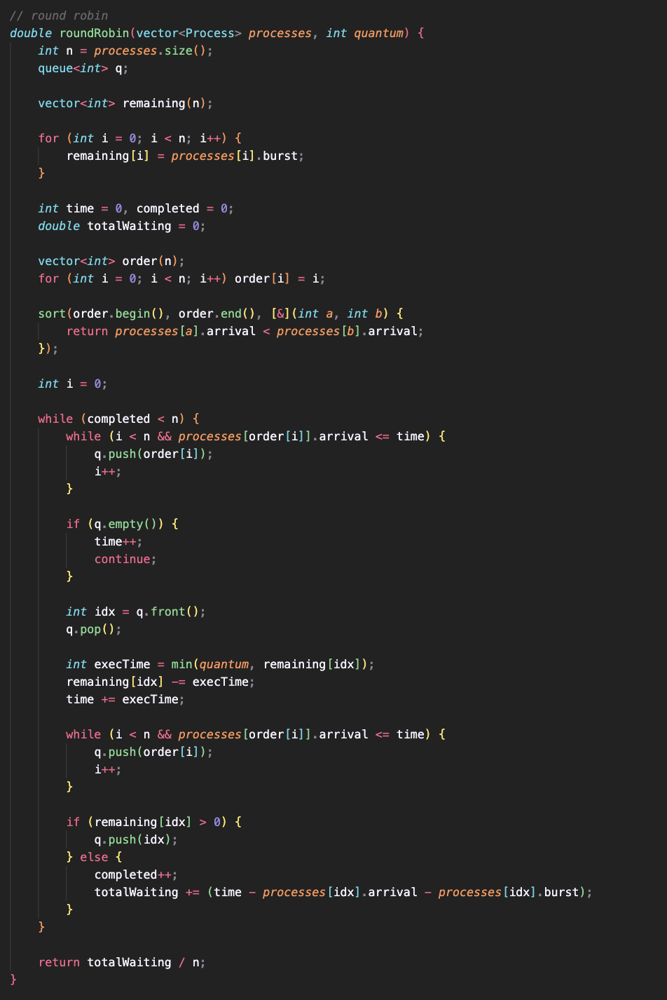 // round robin
double roundRobin(vector<Process> processes, int quantum) {
    int n = processes.size();
    queue<int> q;

    vector<int> remaining(n);

    for (int i = 0; i < n; i++) {
        remaining[i] = processes[i].burst;
    }

    int time = 0, completed = 0;
    double totalWaiting = 0;

    vector<int> order(n);
    for (int i = 0; i < n; i++) order[i] = i;

    sort(order.begin(), order.end(), [&](int a, int b) {
        return processes[a].arrival < processes[b].arrival;
    });

    int i = 0;

    while (completed < n) {
        while (i < n && processes[order[i]].arrival <= time) {
            q.push(order[i]);
            i++;
        }

        if (q.empty()) {
            time++;
            continue;
        }

        int idx = q.front();
        q.pop();

        int execTime = min(quantum, remaining[idx]);
        remaining[idx] -= execTime;
        time += execTime;

        while (i < n && processes[order[i]].arrival <= time) {
            q.push(order[i]);
            i++;
        }

        if (remaining[idx] > 0) {
            q.push(idx);
        } else {
            completed++;
            totalWaiting += (time - processes[idx].arrival - processes[idx].burst);
        }
    }

    return totalWaiting / n;
}